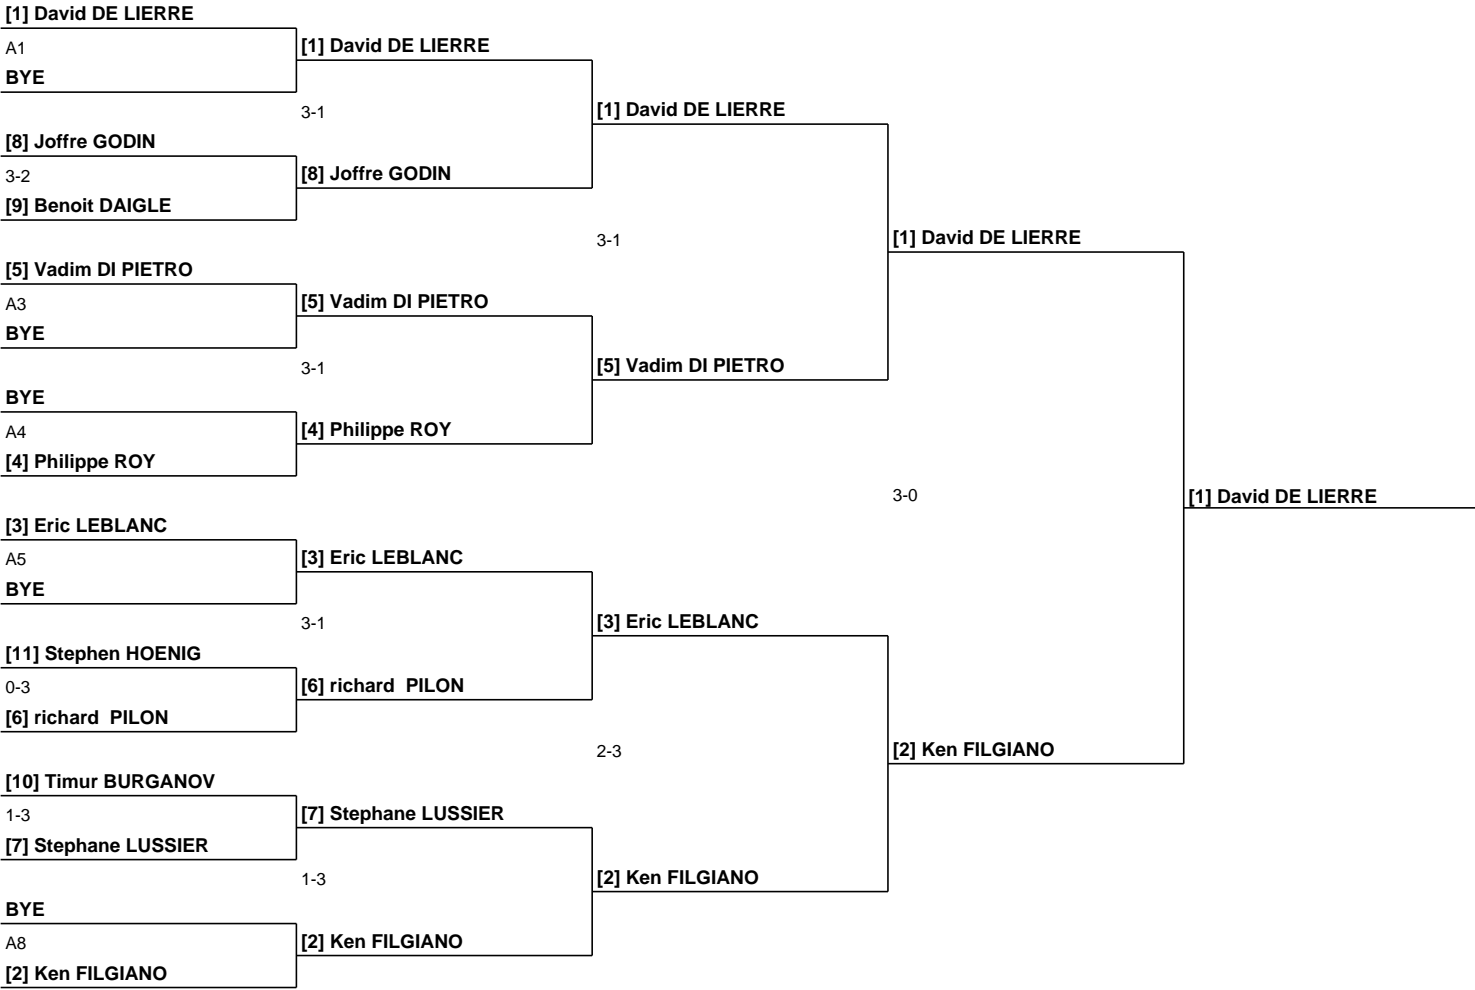 [1] David DE LIERRE
A1
BYE
[8] Joffre GODIN
3-2
[9] Benoit DAIGLE
[5] Vadim DI PIETRO
A3
BYE
BYE
A4
[4] Philippe ROY
[3] Eric LEBLANC
A5
BYE
[11] Stephen HOENIG
0-3
[6] richard  PILON
[10] Timur BURGANOV
1-3
[7] Stephane LUSSIER
BYE
A8
[2] Ken FILGIANO
[1] David DE LIERRE
3-1
[8] Joffre GODIN
[5] Vadim DI PIETRO
3-1
[4] Philippe ROY
[3] Eric LEBLANC
3-1
[6] richard  PILON
[7] Stephane LUSSIER
1-3
[2] Ken FILGIANO
[1] David DE LIERRE
3-1
[5] Vadim DI PIETRO
[3] Eric LEBLANC
2-3
[2] Ken FILGIANO
[1] David DE LIERRE
3-0
[2] Ken FILGIANO
[1] David DE LIERRE